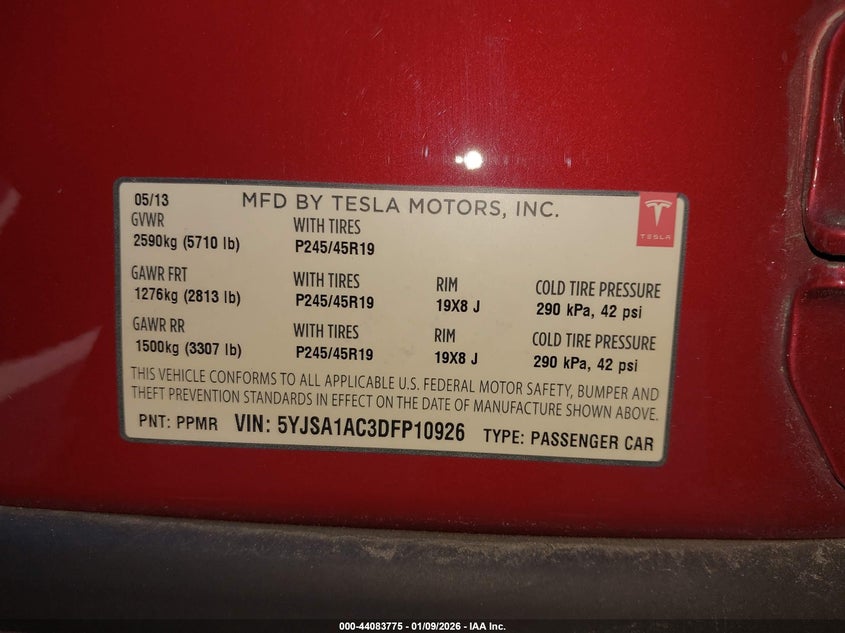 05/13 MFD BY TESLA MOTORS, INC.
GVWR WITH TIRES
2590kg (5710 lb) P245/45R19
TESLA
GAWR FRT WITH TIRES RIM COLD TIRE PRESSURE
1276kg (2813 lb) P245/45R19 19X8 J 290 kPa, 42 psi
GAWR RR WITH TIRES RIM COLD TIRE PRESSURE
1500kg (3307 lb) P245/45R19 19X8 J 290 kPa, 42 psi
THIS VEHICLE CONFORMS TO ALL APPLICABLE U.S. FEDERAL MOTOR SAFETY, BUMPER AND
THEFT PREVENTION STANDARDS IN EFFECT ON THE DATE OF MANUFACTURE SHOWN ABOVE.
PNT: PPMR VIN: 5YJSA1AC3DFP10926 TYPE: PASSENGER CAR
000-44083775 - 01/09/2026 - IAA Inc.